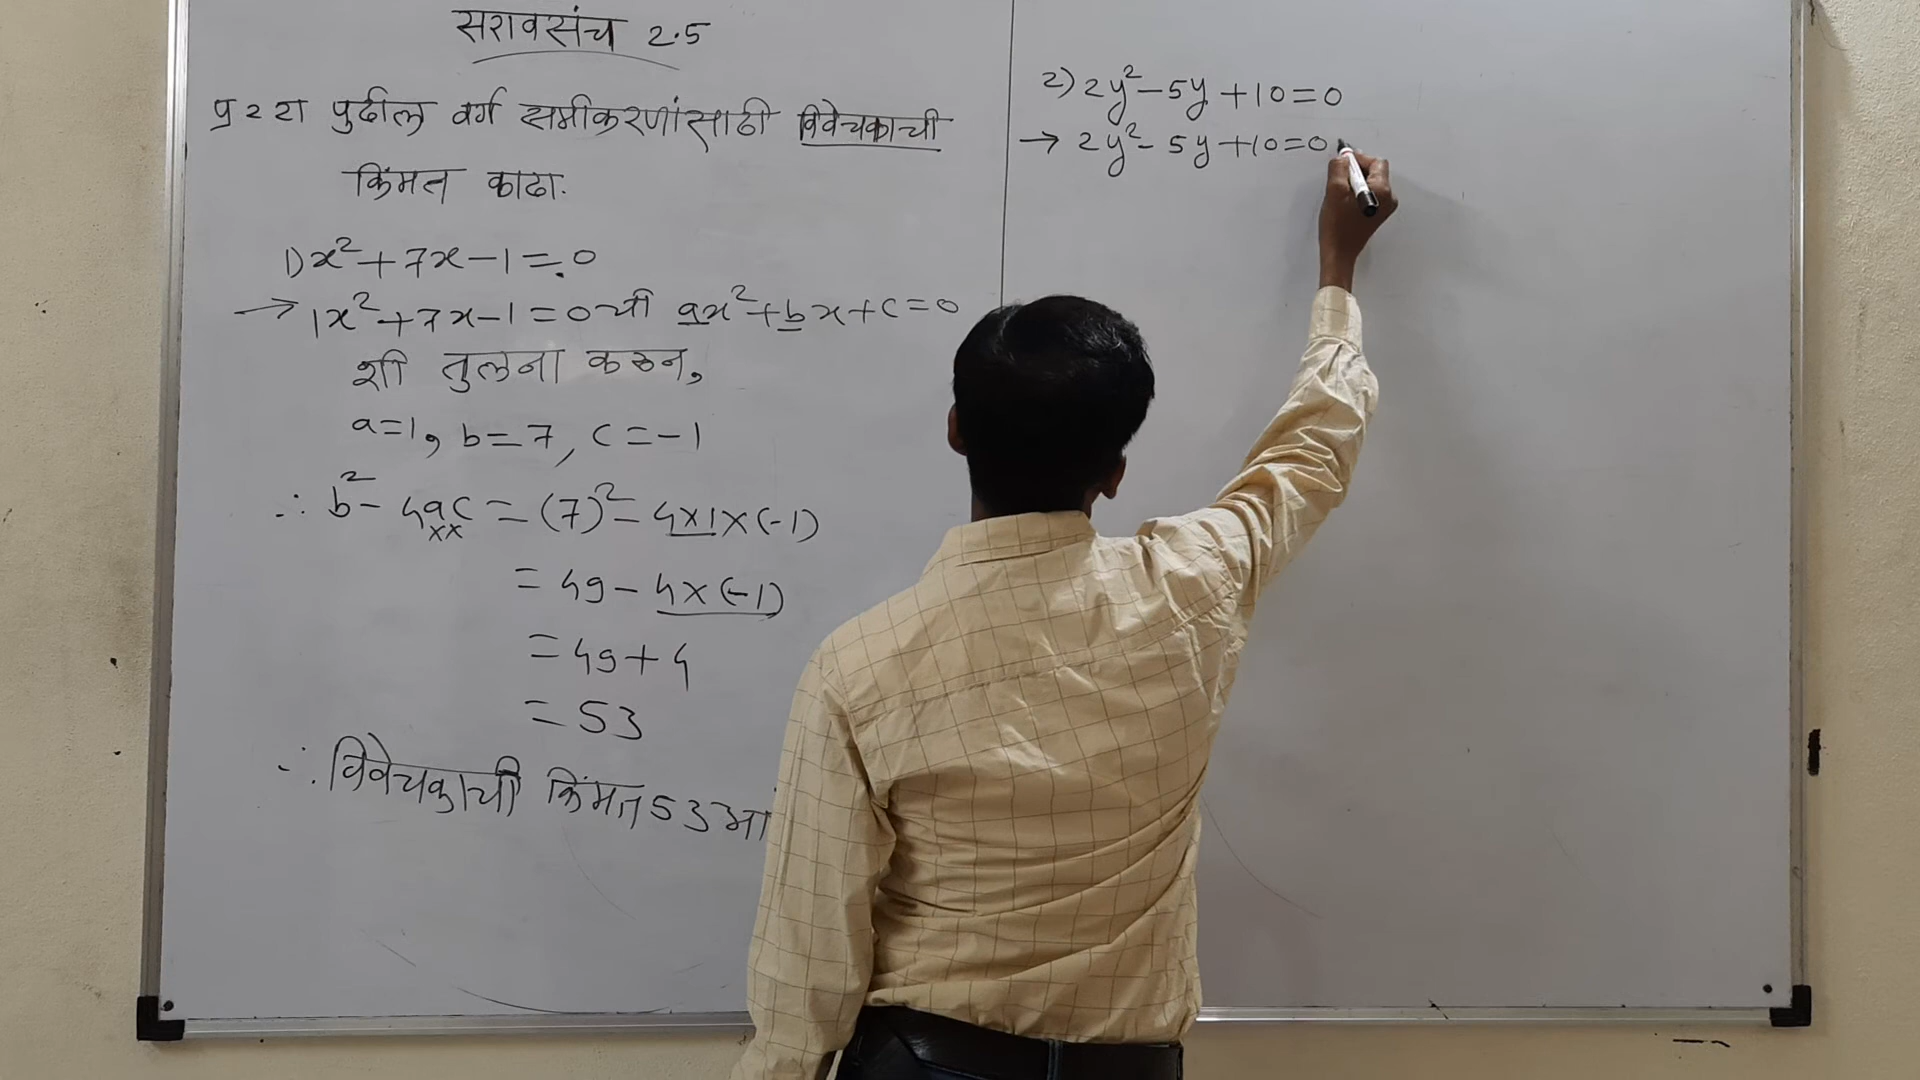 सरावसंच 2.5
प्र 2 रा पुढील वर्ग समीकरणांसाठी विवेचकाची
किंमत काढा.
1) x² + 7x - 1 = 0
→ 1x² + 7x - 1 = 0 ची ax² + bx + c = 0
शी तुलना करुन,
a = 1, b = 7, c = -1
∴ b² - 4ac = (7)² - 4×1×(-1)
= 49 - 4×(-1)
= 49 + 4
= 53
∴ विवेचकाची किंमत 53
2) 2y² - 5y + 10 = 0
→ 2y² - 5y + 10 = 0